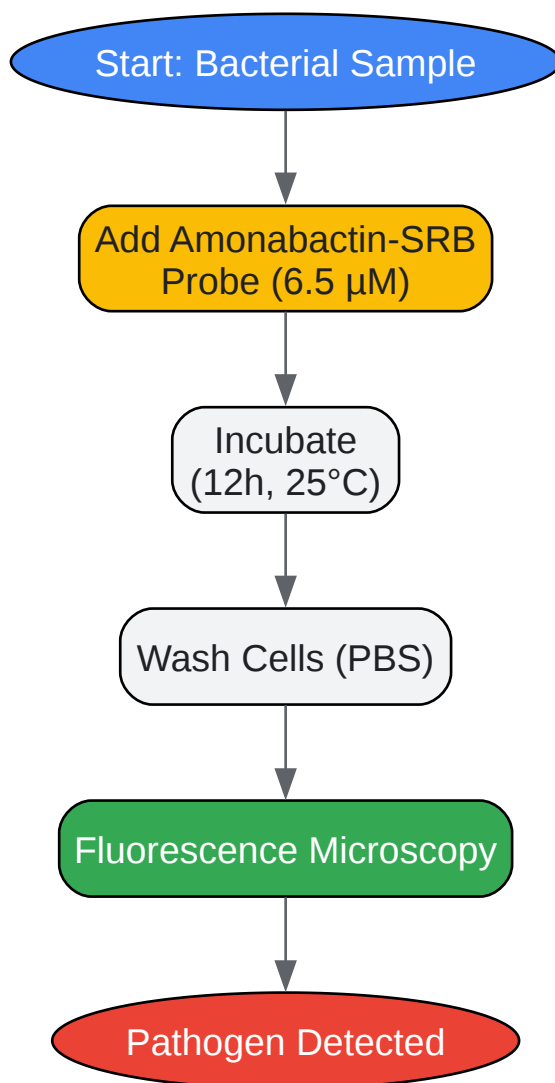 Start: Bacterial Sample
Add Amonabactin-SRB
Probe (6.5 µM)
Incubate
(12h, 25°C)
Wash Cells (PBS)
Fluorescence Microscopy
Pathogen Detected